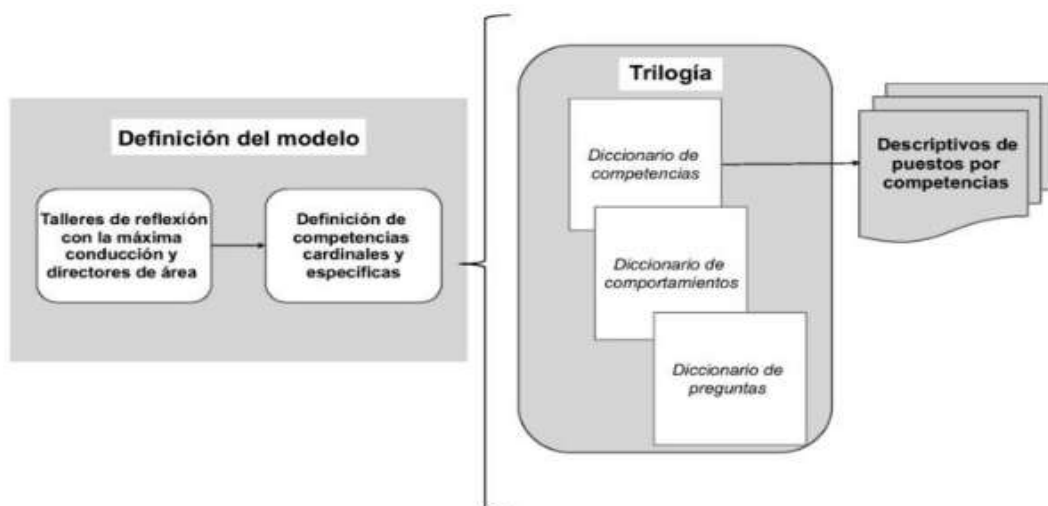 Definición del modelo
Talleres de reflexión
con la máxima
conducción y
directores de área
Definición de
competencias
cardinales y
específicas
Trilogía
Diccionario de
competencias
Diccionario de
comportamientos
Diccionario de
preguntas
Descriptivos de
puestos por
competencias